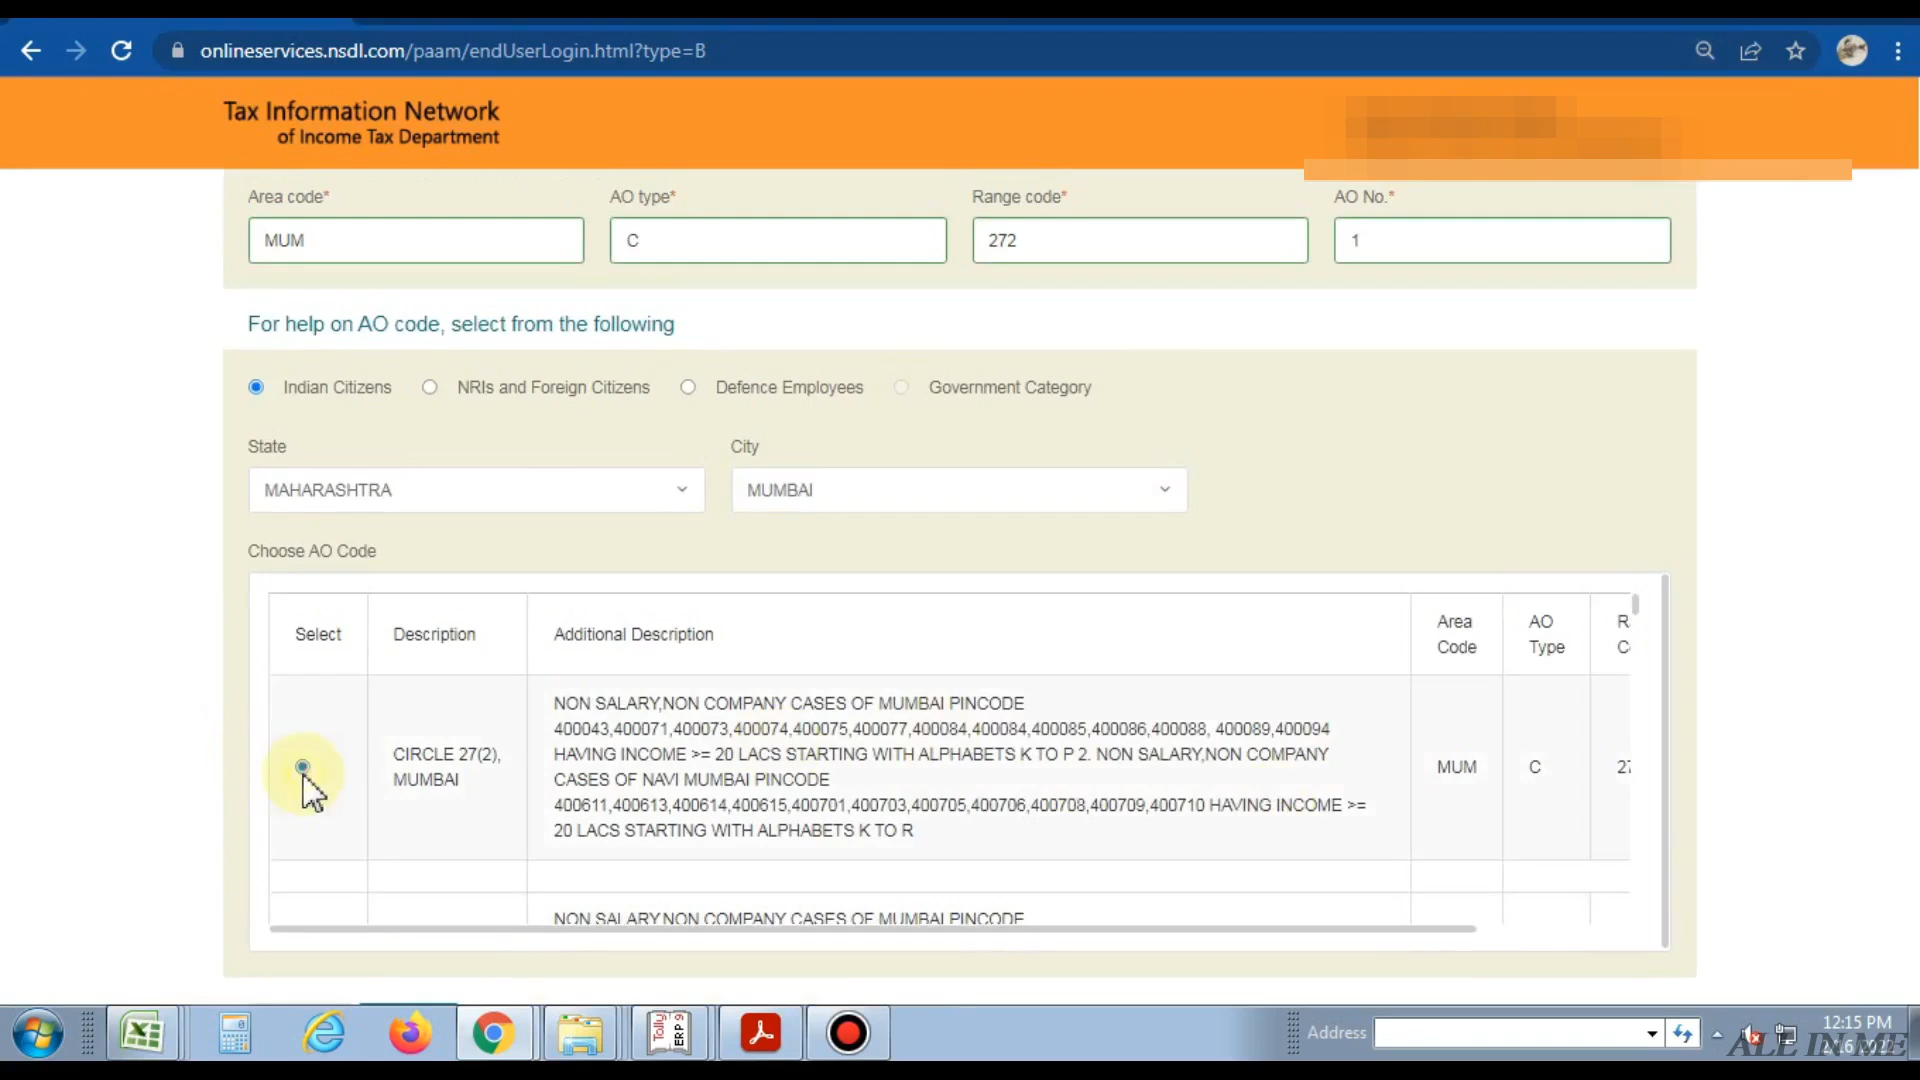 onlineservices.nsdl.com/paam/endUserLogin.html?type=B
Tax Information Network
of Income Tax Department
Area code* AO type* Range code* AO No.*
MUM C 272 1
For help on AO code, select from the following
Indian Citizens NRIs and Foreign Citizens Defence Employees Government Category
State City
MAHARASHTRA MUMBAI
Choose AO Code
Select Description Additional Description Area Code AO Type
NON SALARY,NON COMPANY CASES OF MUMBAI PINCODE
400043,400071,400073,400074,400075,400077,400084,400084,400085,400086,400088, 400089,400094
CIRCLE 27(2), MUMBAI
HAVING INCOME >= 20 LACS STARTING WITH ALPHABETS K TO P 2. NON SALARY,NON COMPANY
CASES OF NAVI MUMBAI PINCODE
400611,400613,400614,400615,400701,400703,400705,400706,400708,400709,400710 HAVING INCOME >=
20 LACS STARTING WITH ALPHABETS K TO R
MUM C 27
NON SALARY,NON COMPANY CASES OF MUMBAI PINCODE
Tally ERP 9
Address
12:15 PM
ALL IN ME